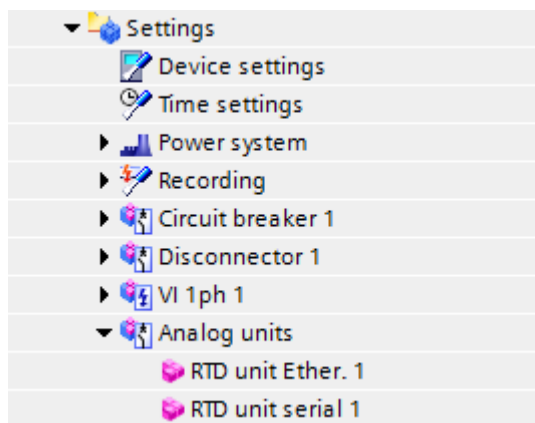 Settings
Device settings
Time settings
Power system
Recording
Circuit breaker 1
Disconnector 1
VI 1ph 1
Analog units
RTD unit Ether. 1
RTD unit serial 1